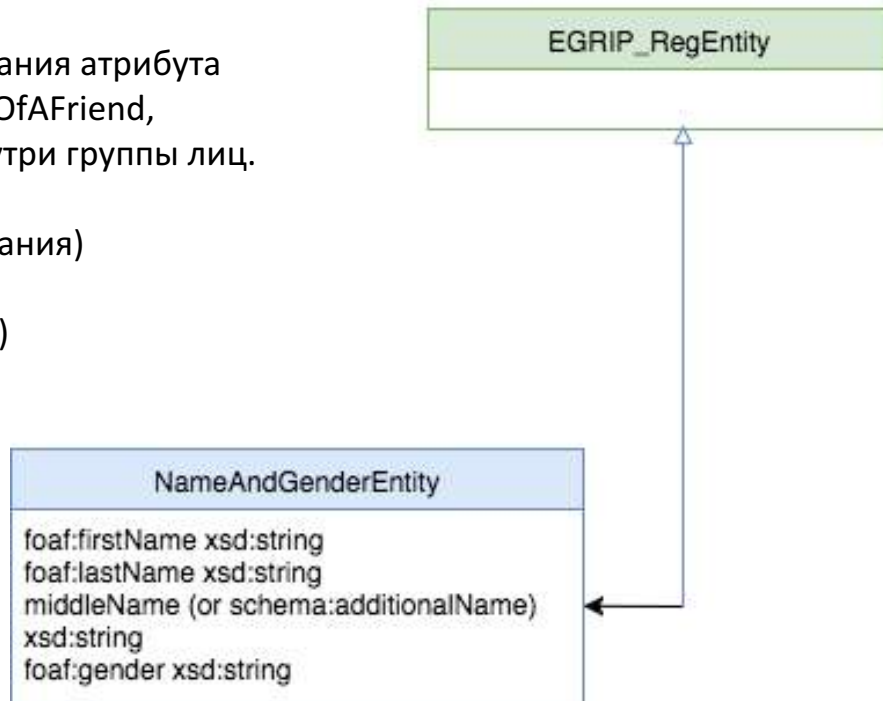 ания атрибута
OfAFriend,
утри группы лиц.
ания)
)
EGRIP_RegEntity
NameAndGenderEntity
foaf:firstName xsd:string
foaf:lastName xsd:string
middleName (or schema:additionalName)
xsd:string
foaf:gender xsd:string